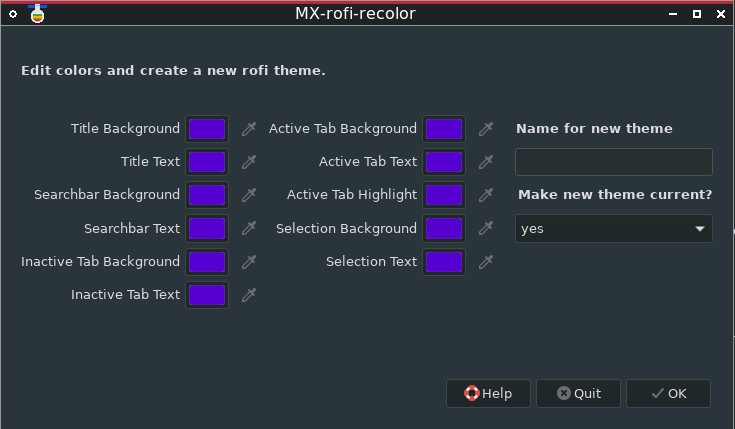 MX-rofi-recolor
Edit colors and create a new rofi theme.
Title Background
Active Tab Background
Name for new theme
Title Text
Active Tab Text
Searchbar Background
Active Tab Highlight
Make new theme current?
Searchbar Text
Selection Background
yes
Inactive Tab Background
Selection Text
Inactive Tab Text
Help
Quit
OK